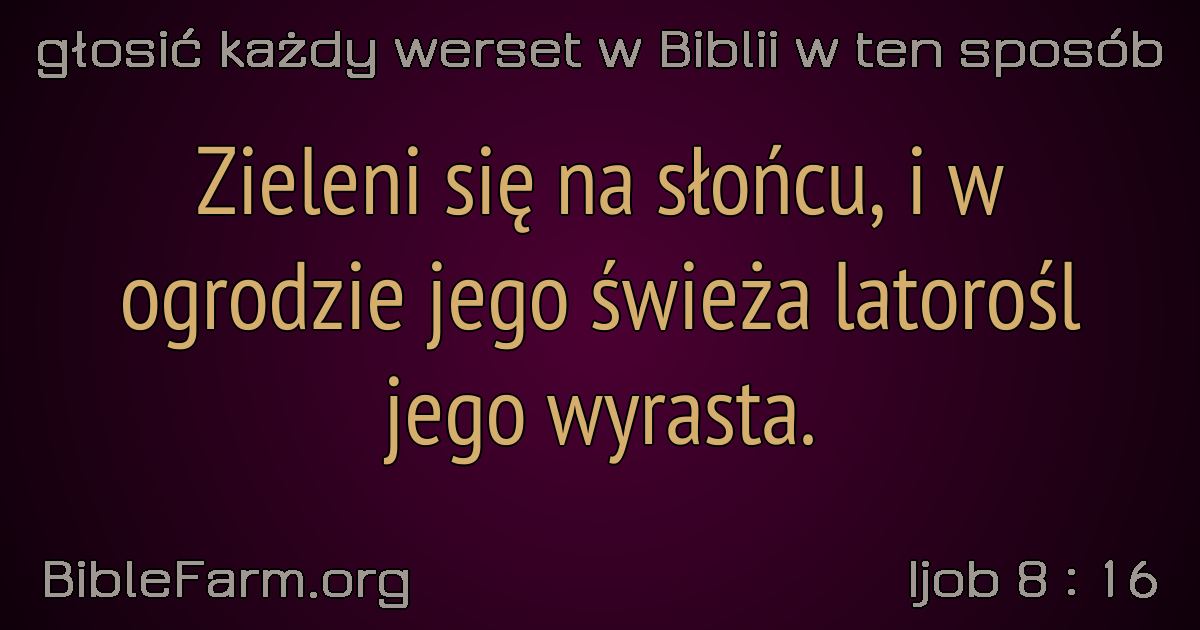 głosić każdy werset w Biblii w ten sposób
Zieleni się na słońcu, i w
ogrodzie jego świeża latorośl
jego wyrasta.
BibleFarm.org
Ijob 8 : 16